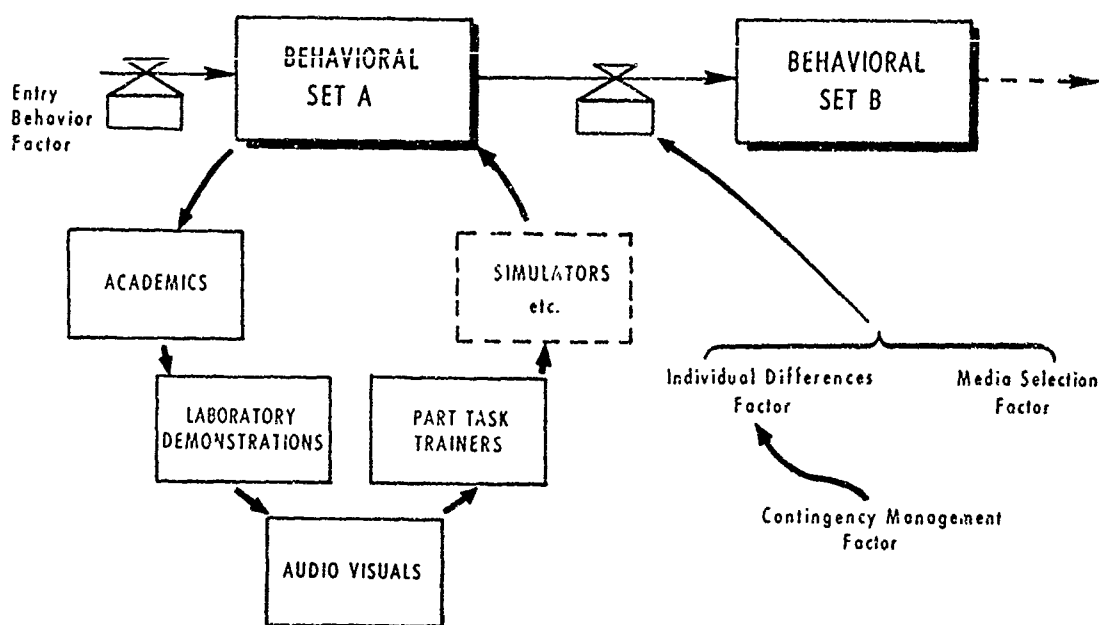 BEHAVIORAL
SET A
BEHAVIORAL
SET B
Entry
Behavior
Factor
ACADEMICS
SIMULATORS
etc.
Individual Differences
Factor
Media Selection
Factor
LABORATORY
DEMONSTRATIONS
PART TASK
TRAINERS
Contingency Management
Factor
AUDIO VISUALS